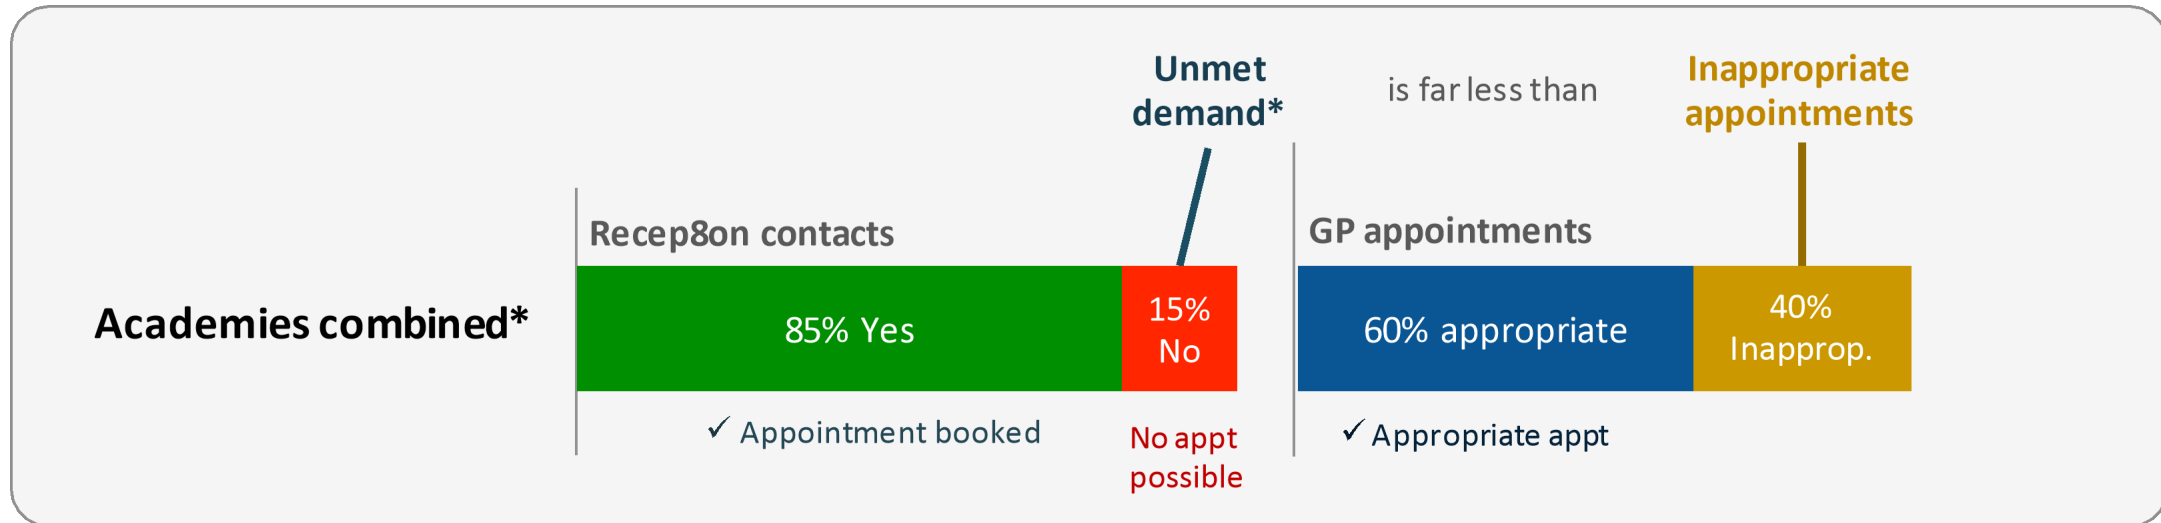 Unmet
demand*
is far less than
Inappropriate
appointments
Recep8on contacts
GP appointments
Academies combined*
85% Yes
15%
No
60% appropriate
40%
Inapprop.
✓ Appointment booked
No appt
possible
✓ Appropriate appt